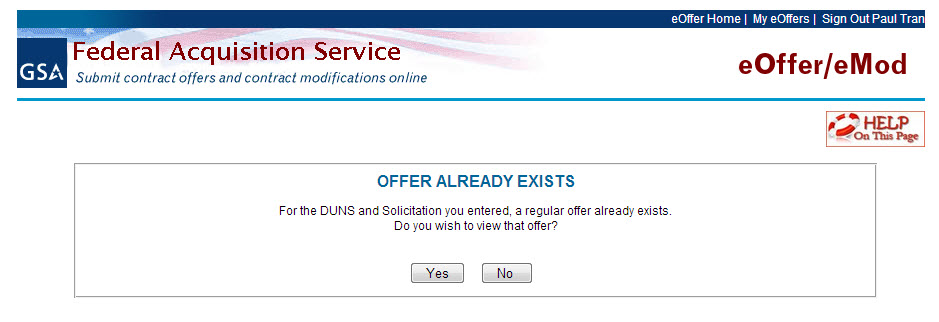 eOffer Home | My eOffers | Sign Out Paul Tran
GSA
Federal Acquisition Service
Submit contract offers and contract modifications online
eOffer/eMod
HELP
On This Page
OFFER ALREADY EXISTS
For the DUNS and Solicitation you entered, a regular offer already exists.
Do you wish to view that offer?
Yes No